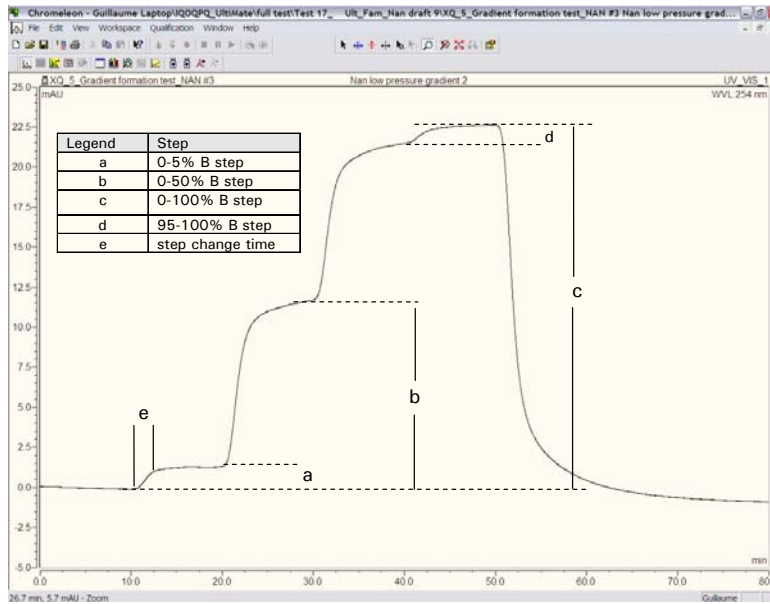 Chromeleon - Guillaume Laptop\IQOQPQ_UltiMate\full test\Test 17_ Ult_Fam_Nan draft 9\XQ_5_Gradient formation test_NAN #3 Nan low pressure grad...
File Edit View Workspace Qualification Window Help
XQ_5_Gradient formation test_NAN #3 Nan low pressure gradient 2 UV_VIS_1
mAU WVL:254 nm
25.0
22.5
20.0
17.5
15.0
12.5
10.0
7.5
5.0
2.5
0.0
-2.5
-5.0
Legend Step
a 0-5% B step
b 0-50% B step
c 0-100% B step
d 95-100% B step
e step change time
d
c
b
e
a
min
0.0 10.0 20.0 30.0 40.0 50.0 60.0 70.0 80
26.7 min, 5.7 mAU - Zoom Guillaume